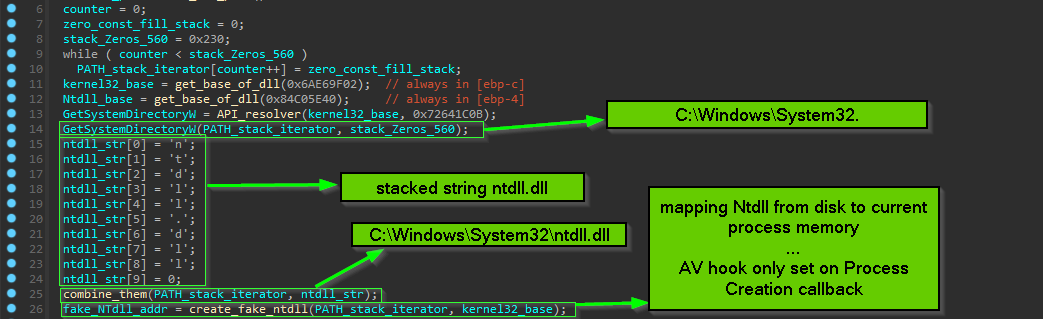 6 counter = 0;
7 zero_const_fill_stack = 0;
8 stack_Zeros_560 = 0x230;
9 while ( counter < stack_Zeros_560 )
10 PATH_stack_iterator[counter++] = zero_const_fill_stack;
11 kernel32_base = get_base_of_dll(0x6AE69F02); // always in [ebp-c]
12 Ntdll_base = get_base_of_dll(0x84C05E40); // always in [ebp-4]
13 GetSystemDirectoryW = API_resolver(kernel32_base, 0x72641C0B);
14 GetSystemDirectoryW(PATH_stack_iterator, stack_Zeros_560);
C:\Windows\System32.
15 ntdll_str[0] = 'n';
16 ntdll_str[1] = 't';
17 ntdll_str[2] = 'd';
18 ntdll_str[3] = 'l';
19 ntdll_str[4] = 'l';
20 ntdll_str[5] = '.';
21 ntdll_str[6] = 'd';
22 ntdll_str[7] = 'l';
23 ntdll_str[8] = 'l';
24 ntdll_str[9] = 0;
stacked string ntdll.dll
25 combine_them(PATH_stack_iterator, ntdll_str);
C:\Windows\System32\ntdll.dll
26 fake_NTdll_addr = create_fake_ntdll(PATH_stack_iterator, kernel32_base);
mapping Ntdll from disk to current
process memory
...
AV hook only set on Process
Creation callback